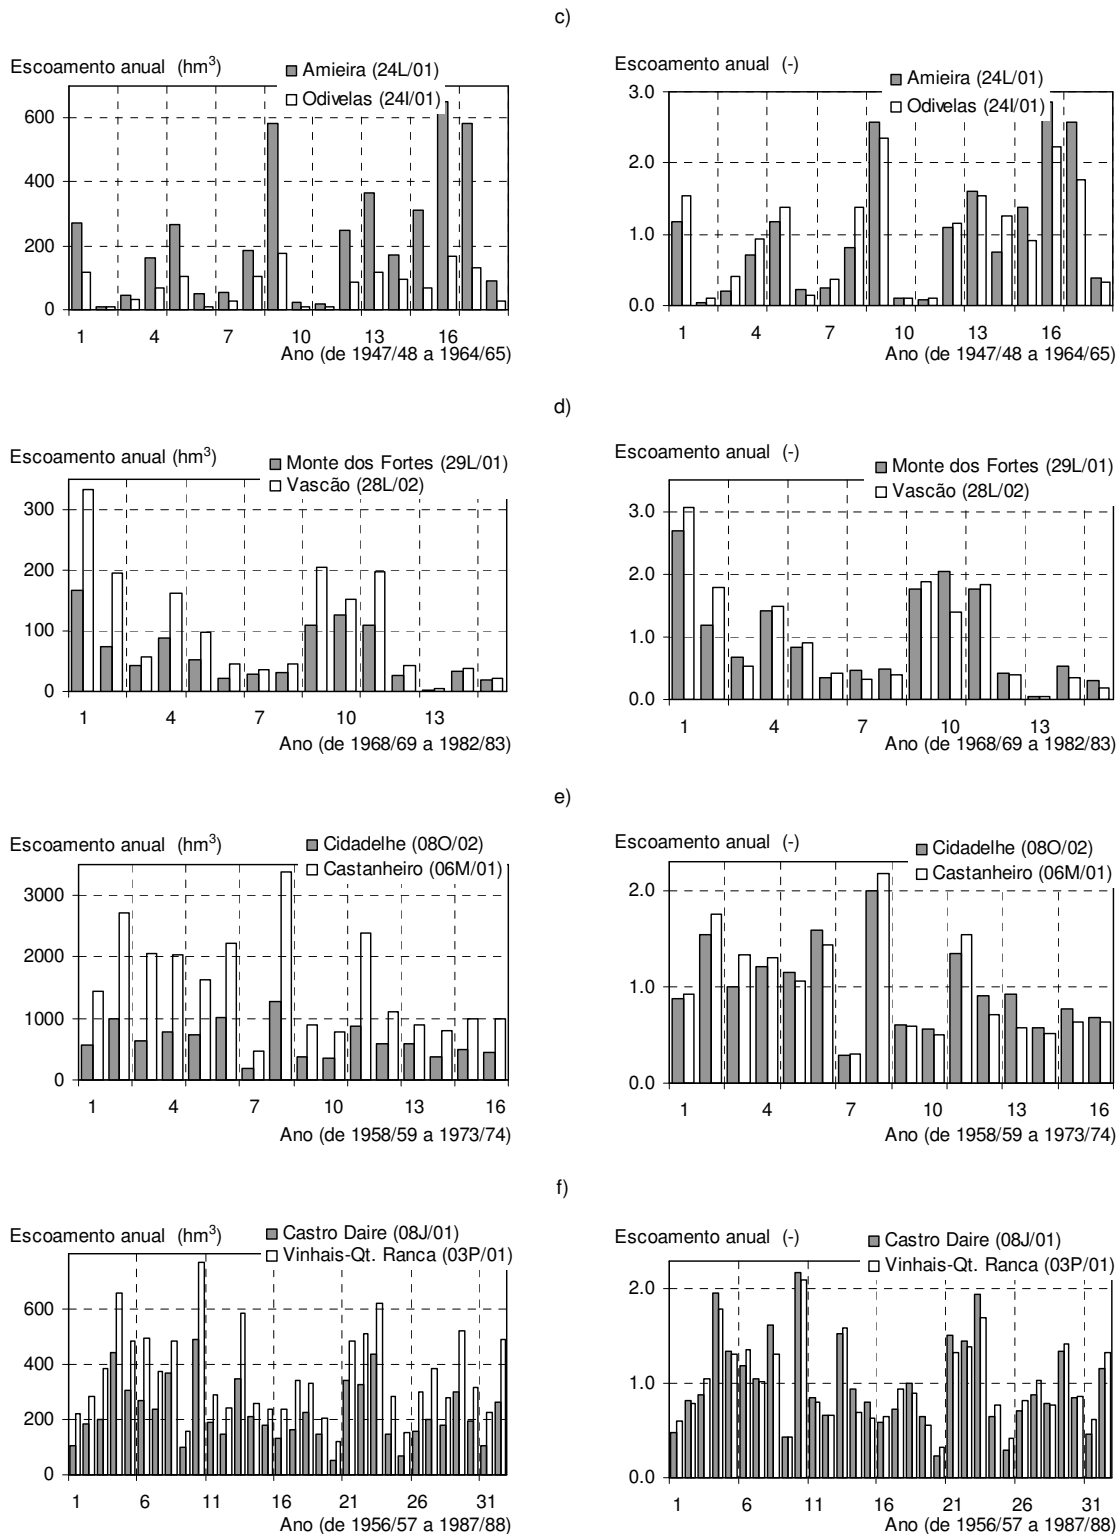 c)
Escoamento anual (hm³)
Amieira (24L/01)
Odivelas (24I/01)
600
400
200
0
1 4 7 10 13 16
Ano (de 1947/48 a 1964/65)
Escoamento anual (-)
Amieira (24L/01)
Odivelas (24I/01)
3.0
2.0
1.0
0.0
1 4 7 10 13 16
Ano (de 1947/48 a 1964/65)
d)
Escoamento anual (hm³)
Monte dos Fortes (29L/01)
Vascão (28L/02)
300
200
100
0
1 4 7 10 13
Ano (de 1968/69 a 1982/83)
Escoamento anual (-)
Monte dos Fortes (29L/01)
Vascão (28L/02)
3.0
2.0
1.0
0.0
1 4 7 10 13
Ano (de 1968/69 a 1982/83)
e)
Escoamento anual (hm³)
Cidadelhe (08O/02)
Castanheiro (06M/01)
3000
2000
1000
0
1 4 7 10 13 16
Ano (de 1958/59 a 1973/74)
Escoamento anual (-)
Cidadelhe (08O/02)
Castanheiro (06M/01)
2.0
1.0
0.0
1 4 7 10 13 16
Ano (de 1958/59 a 1973/74)
f)
Escoamento anual (hm³)
Castro Daire (08J/01)
Vinhais-Qt. Ranca (03P/01)
600
400
200
0
1 6 11 16 21 26 31
Ano (de 1956/57 a 1987/88)
Escoamento anual (-)
Castro Daire (08J/01)
Vinhais-Qt. Ranca (03P/01)
2.0
1.0
0.0
1 6 11 16 21 26 31
Ano (de 1956/57 a 1987/88)